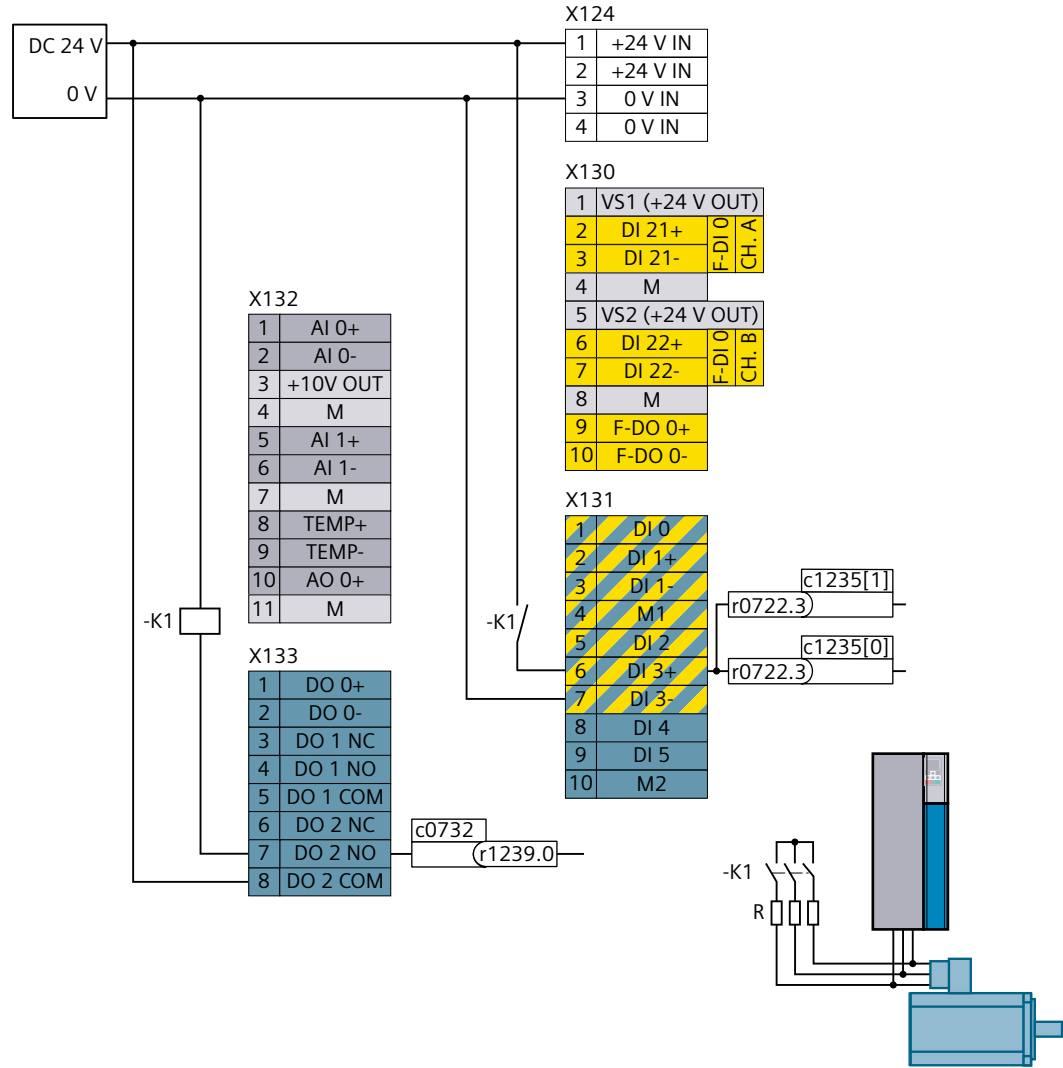 X124
DC 24 V
0 V
1 +24 V IN
2 +24 V IN
3 0 V IN
4 0 V IN
X130
1 VS1 (+24 V OUT)
2 DI 21+
3 DI 21-
F-DI 0
CH. A
4 M
5 VS2 (+24 V OUT)
6 DI 22+
7 DI 22-
F-DI 0
CH. B
8 M
9 F-DO 0+
10 F-DO 0-
X132
1 AI 0+
2 AI 0-
3 +10V OUT
4 M
5 AI 1+
6 AI 1-
7 M
8 TEMP+
9 TEMP-
10 AO 0+
11 M
X131
1 DI 0
2 DI 1+
3 DI 1-
4 M1
5 DI 2
6 DI 3+
7 DI 3-
8 DI 4
9 DI 5
10 M2
-K1
-K1
c1235[1]
r0722.3
c1235[0]
r0722.3
X133
1 DO 0+
2 DO 0-
3 DO 1 NC
4 DO 1 NO
5 DO 1 COM
6 DO 2 NC
7 DO 2 NO
8 DO 2 COM
c0732
r1239.0
-K1
R